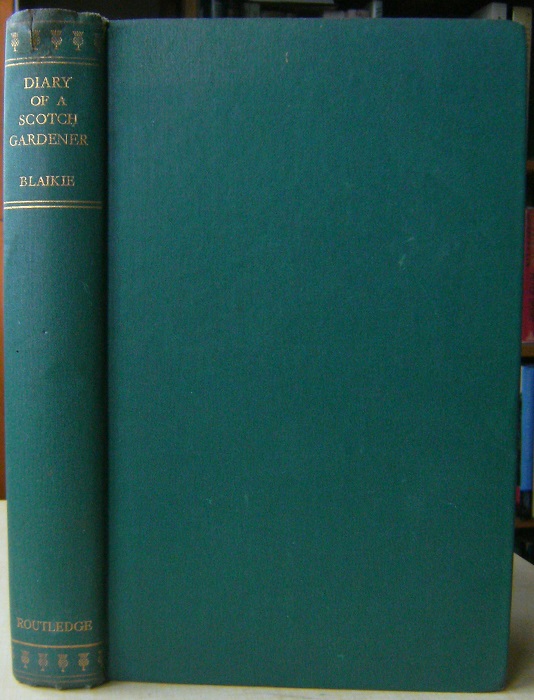 DIARY
OF A
SCOTCH
GARDENER
BLAIKIE
ROUTLEDGE